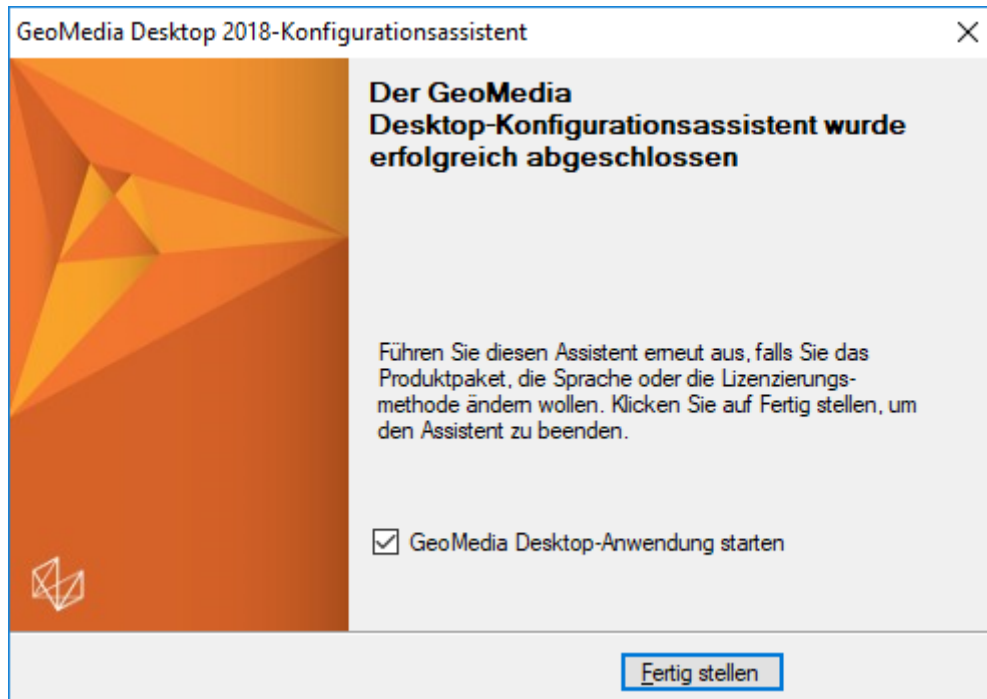 GeoMedia Desktop 2018-Konfigurationsassistent
Der GeoMedia
Desktop-Konfigurationsassistent wurde
erfolgreich abgeschlossen
Führen Sie diesen Assistent erneut aus, falls Sie das
Produktpaket, die Sprache oder die Lizenzierungs-
methode ändern wollen. Klicken Sie auf Fertig stellen, um
den Assistent zu beenden.
GeoMedia Desktop-Anwendung starten
Fertig stellen